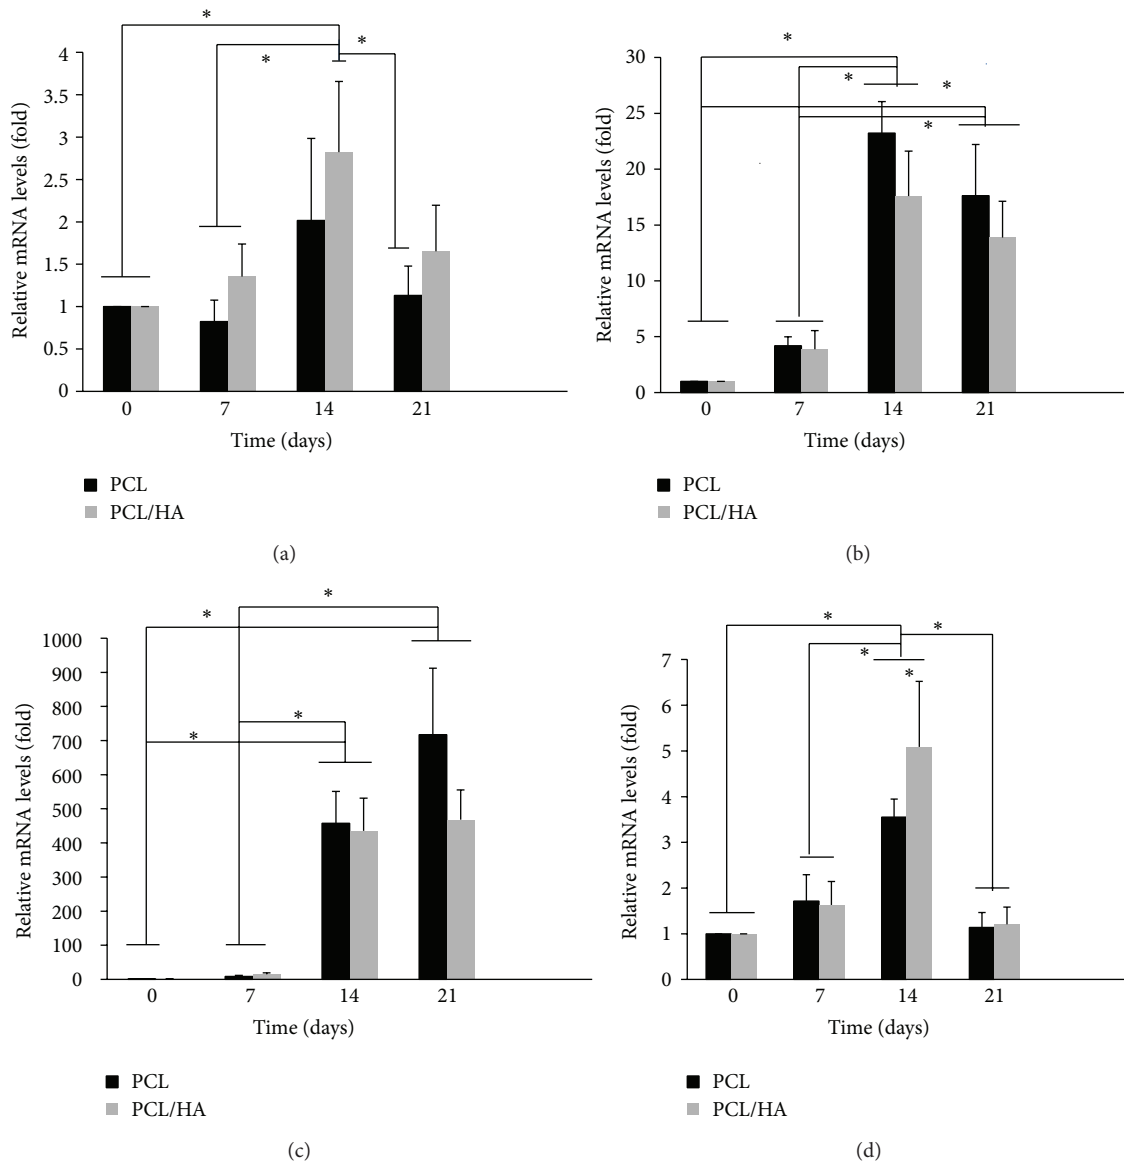 *
*
*
Relative mRNA levels (fold)
4
3.5
3
2.5
2
1.5
1
0.5
0
0 7 14 21
Time (days)
PCL
PCL/HA
(a)
*
*
*
*
Relative mRNA levels (fold)
30
25
20
15
10
5
0
0 7 14 21
Time (days)
PCL
PCL/HA
(b)
*
*
*
*
Relative mRNA levels (fold)
1000
900
800
700
600
500
400
300
200
100
0
0 7 14 21
Time (days)
PCL
PCL/HA
(c)
*
*
*
*
Relative mRNA levels (fold)
7
6
5
4
3
2
1
0
0 7 14 21
Time (days)
PCL
PCL/HA
(d)